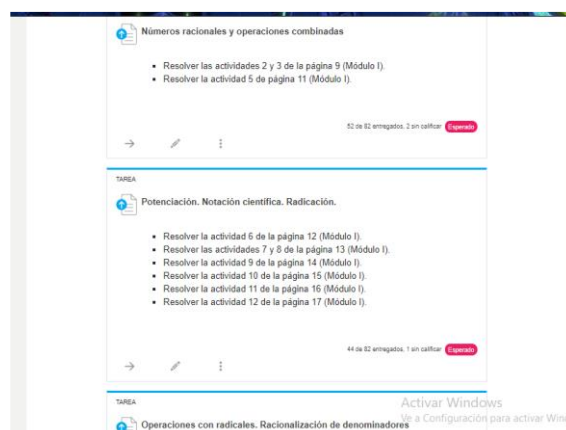 Números racionales y operaciones combinadas
Resolver las actividades 2 y 3 de la página 9 (Módulo I).
Resolver la actividad 5 de página 11 (Módulo I).
52 de 82 entregados, 2 sin calificar Esperado
TAREA
Potenciación. Notación científica. Radicación.
Resolver la actividad 6 de la página 12 (Módulo I).
Resolver las actividades 7 y 8 de la página 13 (Módulo I).
Resolver la actividad 9 de la página 14 (Módulo I).
Resolver la actividad 10 de la página 15 (Módulo I).
Resolver la actividad 11 de la página 16 (Módulo I).
Resolver la actividad 12 de la página 17 (Módulo I).
44 de 82 entregados, 1 sin calificar Esperado
TAREA
Activar Windows
Ve a Configuración para activar Win
Operaciones con radicales. Racionalización de denominadores